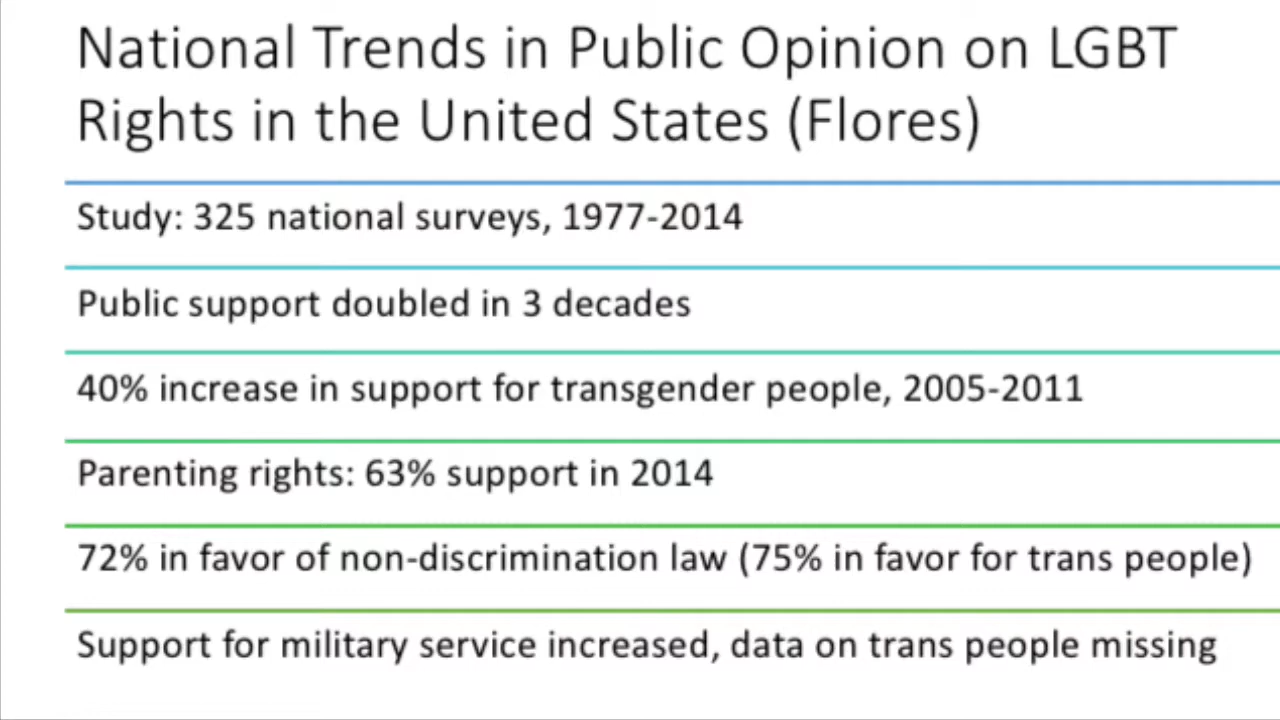 National Trends in Public Opinion on LGBT
Rights in the United States (Flores)
Study: 325 national surveys, 1977-2014
Public support doubled in 3 decades
40% increase in support for transgender people, 2005-2011
Parenting rights: 63% support in 2014
72% in favor of non-discrimination law (75% in favor for trans people)
Support for military service increased, data on trans people missing